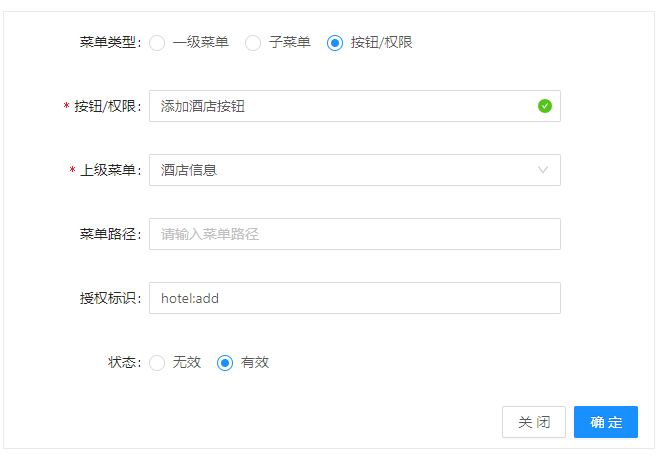 菜单类型: 一级菜单 子菜单 按钮/权限
* 按钮/权限: 添加酒店按钮
* 上级菜单: 酒店信息
菜单路径: 请输入菜单路径
授权标识: hotel:add
状态: 无效 有效
关 闭 确 定